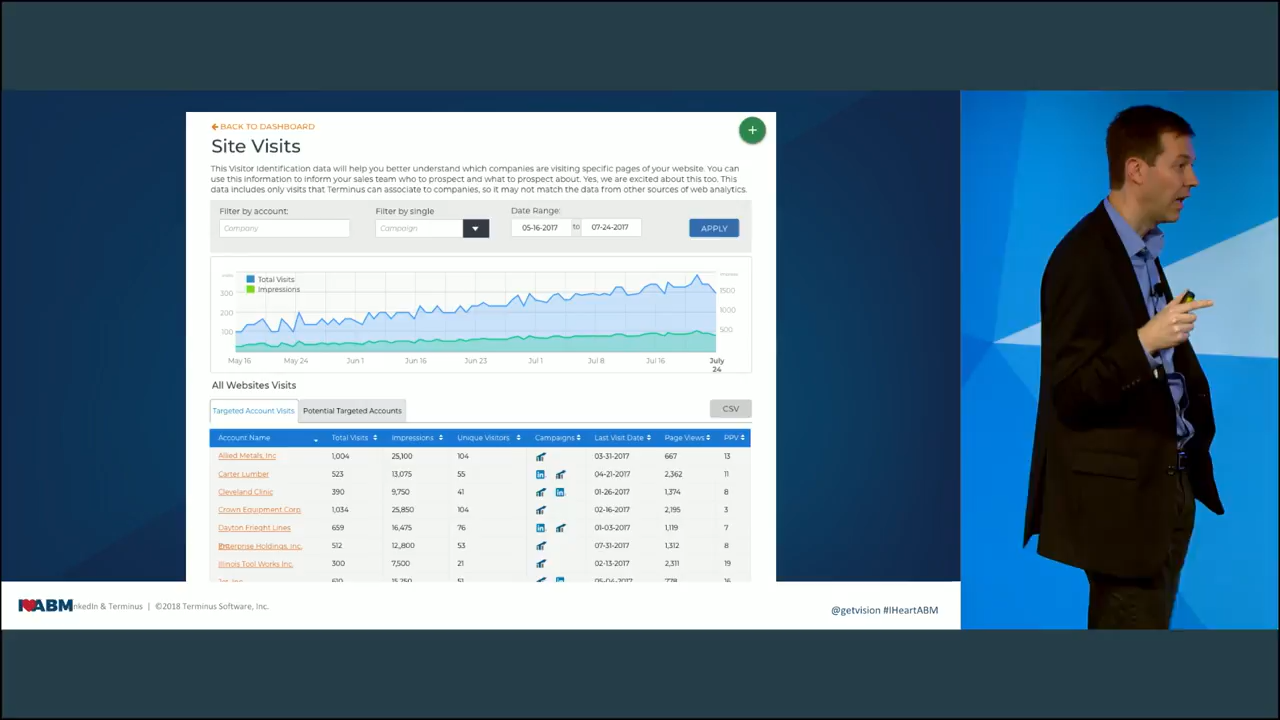 BACK TO DASHBOARD
Site Visits
This Visitor Identification data will help you better understand which companies are visiting specific pages of your website. You can
use this information to inform your sales team who to prospect and what to prospect about. Yes, we are excited about this too. This
data includes only visits that Terminus can associate to companies, so it may not match the data from other sources of web analytics.
Filter by account: Filter by single Date Range:
Company Campaign 05-16-2017 to 07-24-2017 APPLY
Total Visits
Impressions
300 1500
200 1000
100 500
May 16 May 24 Jun 1 Jun 16 Jun 23 Jul 1 Jul 8 Jul 16 July 24
All Websites Visits
Targeted Account Visits Potential Targeted Accounts CSV
Account Name Total Visits Impressions Unique Visitors Campaigns Last Visit Date Page Views PPV
Allied Metals, Inc 1,004 25,100 104 03-31-2017 667 13
Carter Lumber 523 13,075 55 in 04-21-2017 2,362 11
Cleveland Clinic 390 9,750 41 in 01-26-2017 1,374 8
Crown Equipment Corp 1,034 25,850 104 02-16-2017 2,195 3
Dayton Frieght Lines 659 16,475 76 in 01-03-2017 1,119 7
Enterprise Holdings, Inc. 512 12,800 53 07-31-2017 1,312 8
Illinois Tool Works Inc. 300 7,500 21 02-13-2017 2,311 19
I ABM nkedIn & Terminus | ©2018 Terminus Software, Inc.
@getvision #IHeartABM